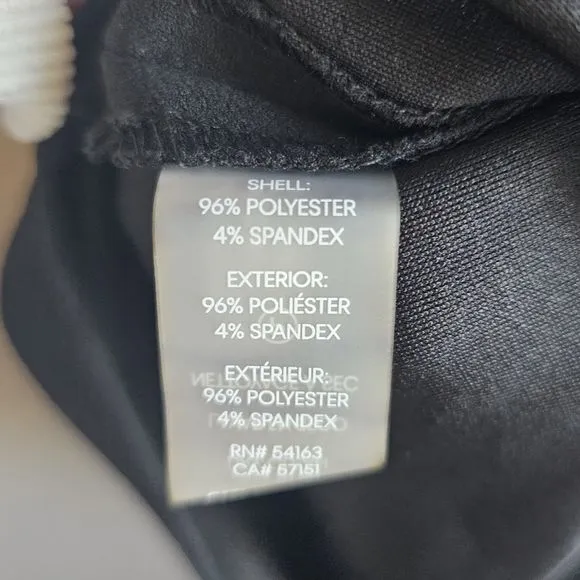 SHELL:
96% POLYESTER
4% SPANDEX
EXTERIOR:
96% POLIÉSTER
4% SPANDEX
EXTÉRIEUR:
96% POLYESTER
4% SPANDEX
RN# 54163
CA# 57151